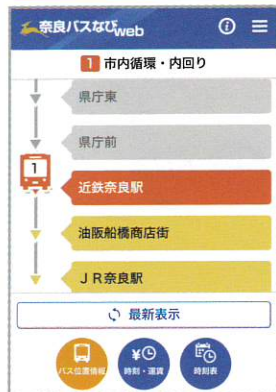 奈良バスなびweb
1 市内循環・内回り
県庁東
県庁前
1
近鉄奈良駅
油阪船橋商店街
JR奈良駅
最新表示
バス位置情報
¥
時刻・運賃
時刻表